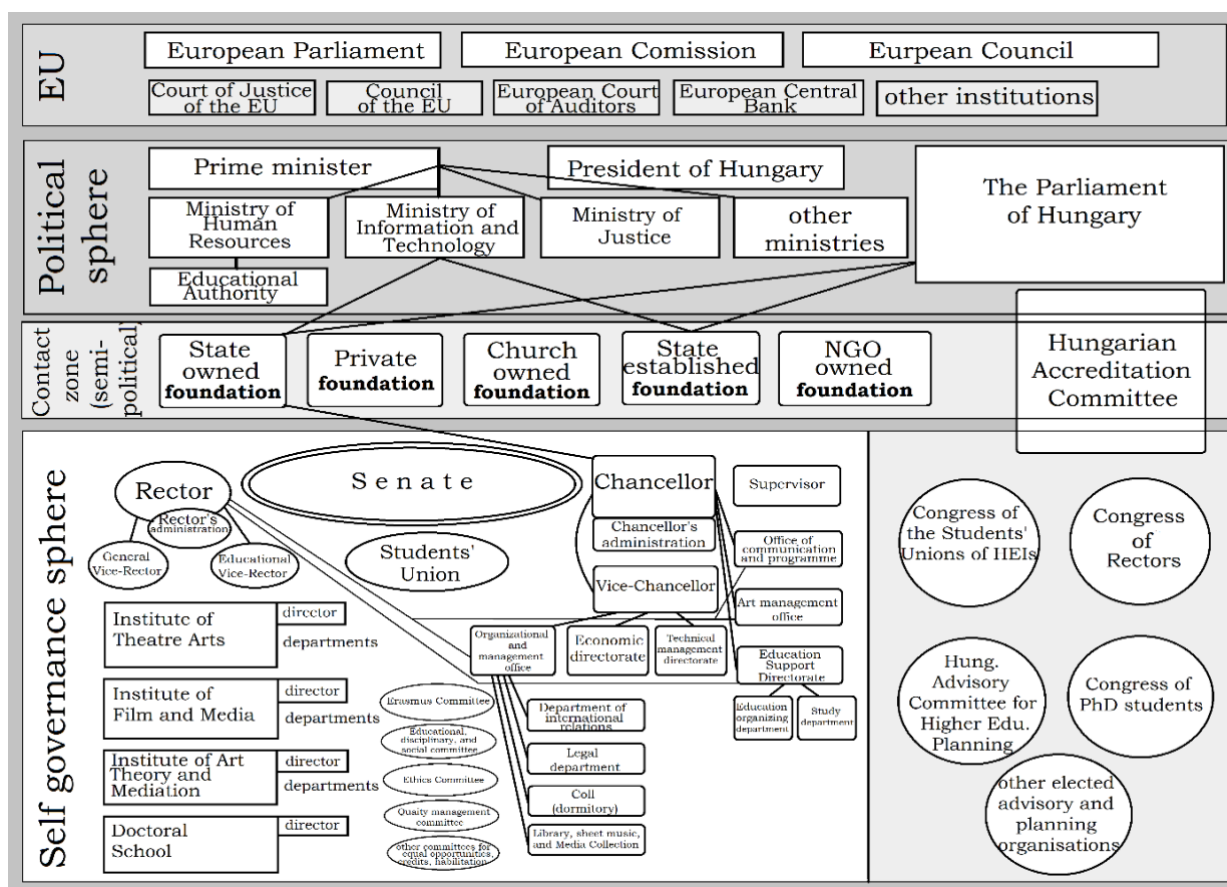 EU
European Parliament
European Comission
Eurpean Council
Court of Justice
of the EU
Council
of the EU
European Court
of Auditors
European Central
Bank
other institutions
Political
sphere
Prime minister
President of Hungary
The Parliament
of Hungary
Ministry of
Human
Resources
Ministry of
Information and
Technology
Ministry of
Justice
other
ministries
Educational
Authority
Contact
zone
(semi-
political)
State
owned
foundation
Private
foundation
Church
owned
foundation
State
established
foundation
NGO
owned
foundation
Hungarian
Accreditation
Committee
Self governance sphere
Rector
Rector's
administration
General
Vice-Rector
Educational
Vice-Rector
Senate
Students'
Union
Chancellor
Chancellor's
administration
Vice-Chancellor
Supervisor
Office of
communication
and programme
Art management
office
Organizational
and
management
office
Economic
directorate
Technical
management
directorate
Education
Support
Directorate
Education
organizing
department
Study
department
Institute of
Theatre Arts
director
departments
Institute of
Film and Media
director
departments
Institute of Art
Theory and
Mediation
director
departments
Doctoral
School
director
Erasmus Committee
Educational,
disciplinary, and
social committee
Ethics Committee
Quaity management
committee
other committees for
equal opportunities,
credits, habilitation
Department of
international
relations
Legal
department
Coll
(dormitory)
Library, sheet music,
and Media Collection
Congress of
the Students'
Unions of HEIs
Congress
of
Rectors
Hung.
Advisory
Committee for
Higher Edu.
Planning
Congress of
PhD students
other elected
advisory and
planning
organisations